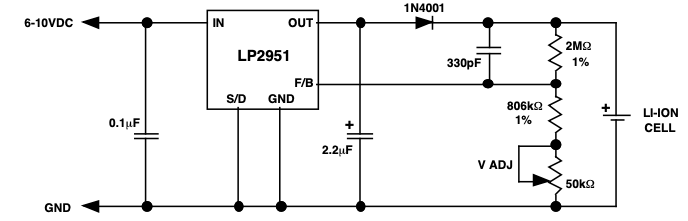 1N4001
6-10VDC
IN
OUT
LP2951
2MΩ
1%
330pF
F/B
S/D
GND
806kΩ
1%
+
LI-ION
CELL
0.1μF
+
2.2μF
V ADJ
50kΩ
GND